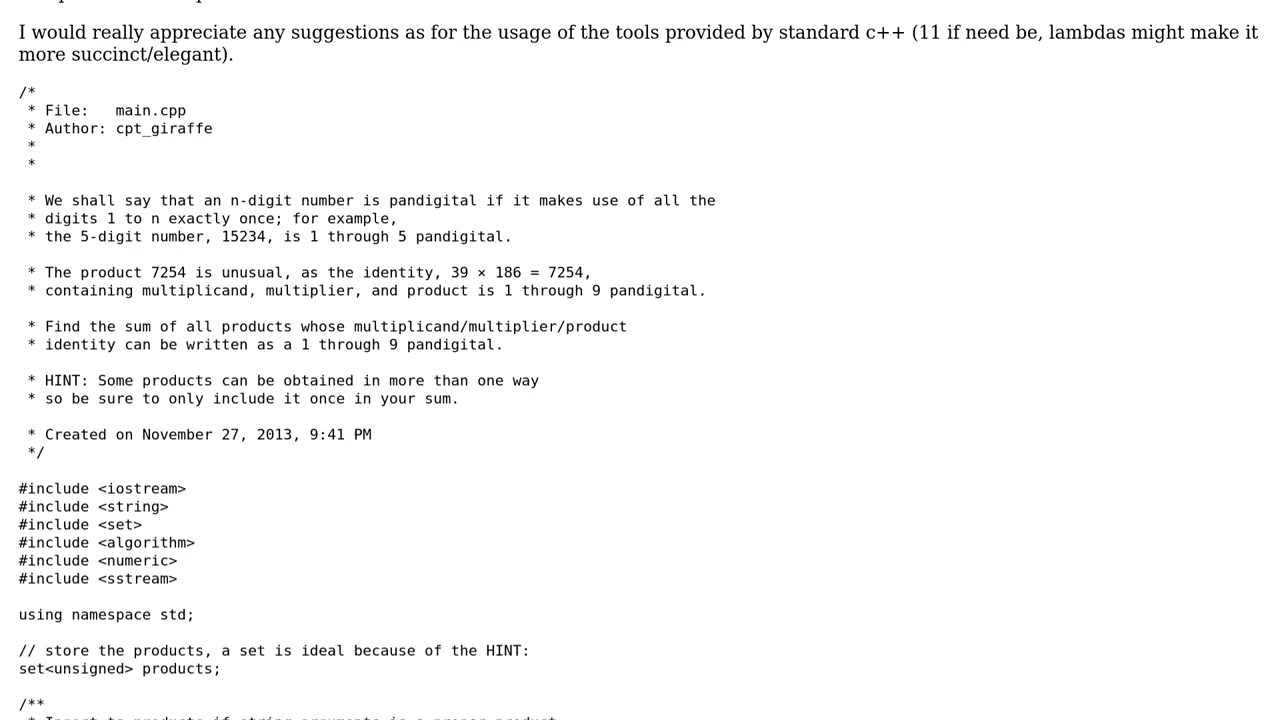 I would really appreciate any suggestions as for the usage of the tools provided by standard c++ (11 if need be, lambdas might make it
more succinct/elegant).
/*
 * File:   main.cpp
 * Author: cpt_giraffe
 *
 *
 * We shall say that an n-digit number is pandigital if it makes use of all the
 * digits 1 to n exactly once; for example,
 * the 5-digit number, 15234, is 1 through 5 pandigital.
 * The product 7254 is unusual, as the identity, 39 × 186 = 7254,
 * containing multiplicand, multiplier, and product is 1 through 9 pandigital.
 * Find the sum of all products whose multiplicand/multiplier/product
 * identity can be written as a 1 through 9 pandigital.
 * HINT: Some products can be obtained in more than one way
 * so be sure to only include it once in your sum.
 * Created on November 27, 2013, 9:41 PM
 */
#include <iostream>
#include <string>
#include <set>
#include <algorithm>
#include <numeric>
#include <sstream>
using namespace std;
// store the products, a set is ideal because of the HINT:
set<unsigned> products;
/**